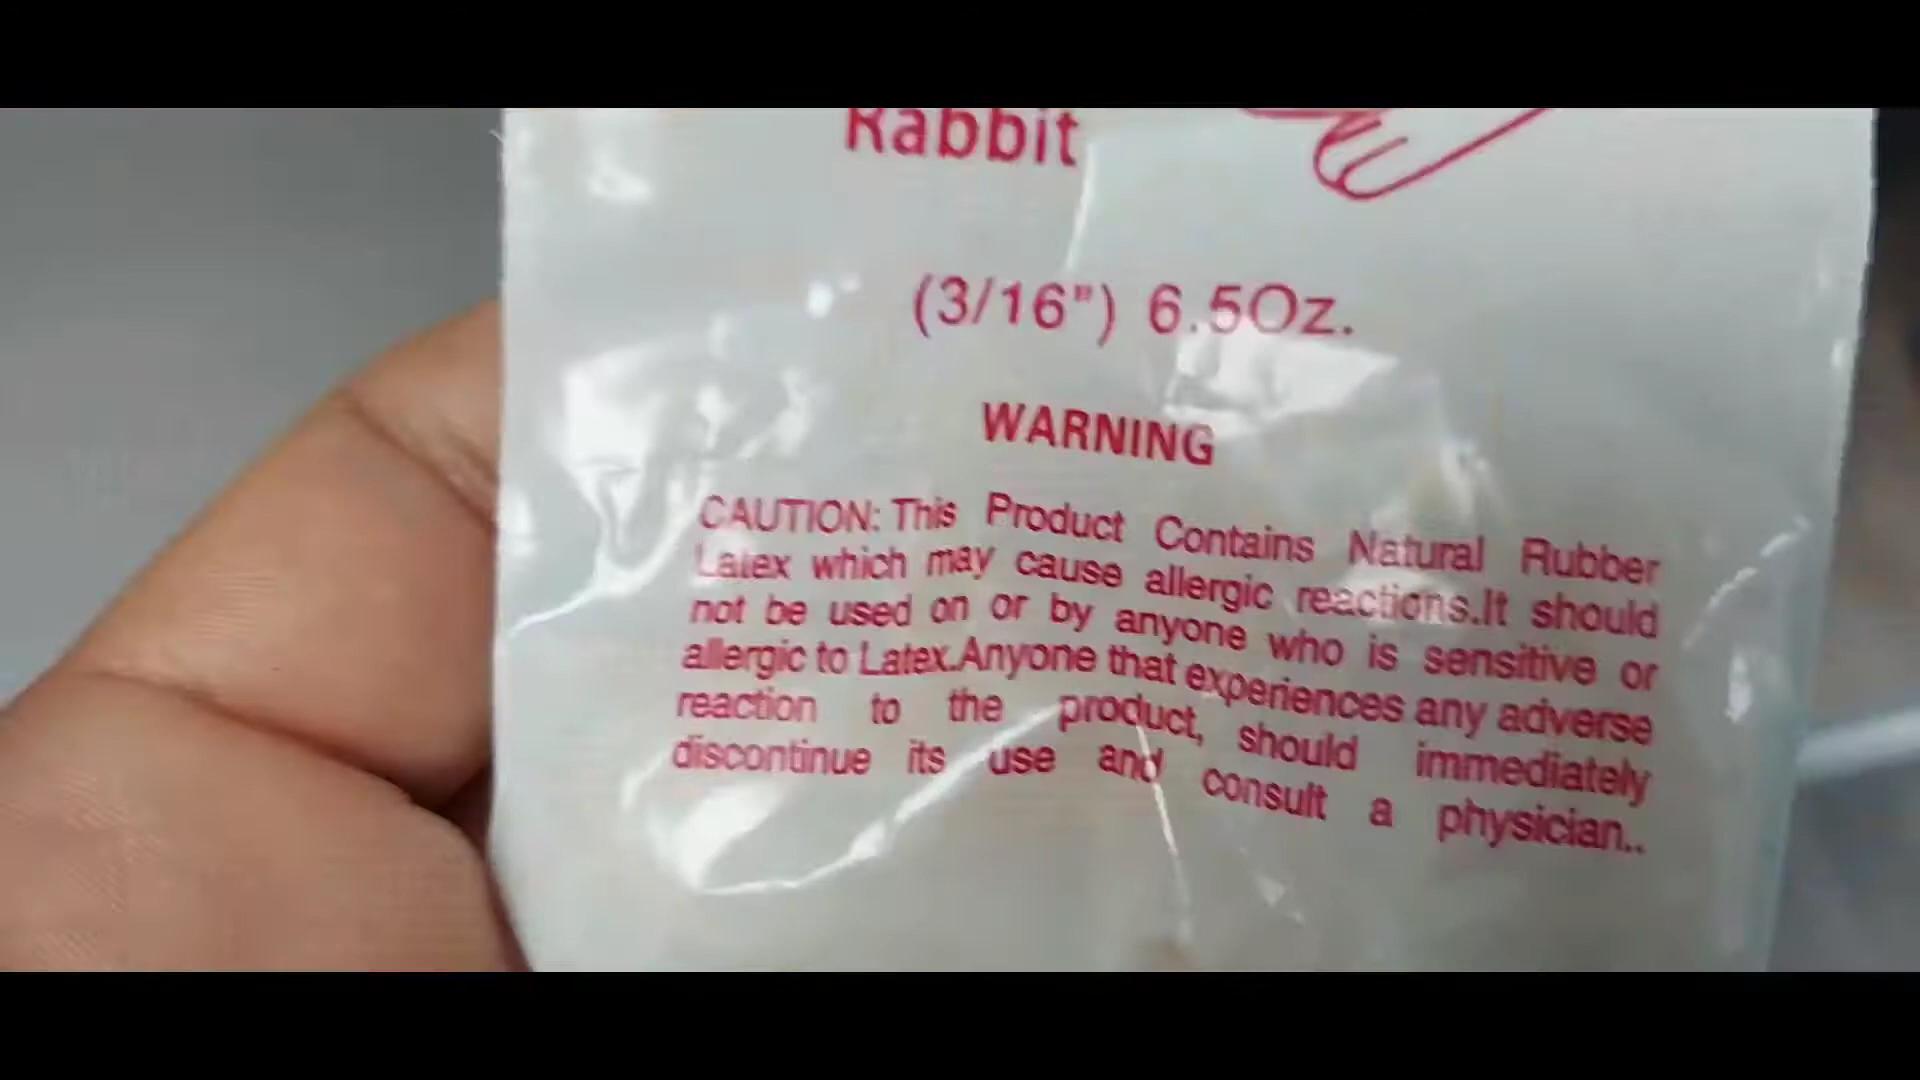 Rabbit
(3/16") 6.5Oz.
WARNING
CAUTION: This Product Contains Natural Rubber
Latex which may cause allergic reactions.It should
not be used on or by anyone who is sensitive or
allergic to Latex.Anyone that experiences any adverse
reaction to the product, should immediately
discontinue its use and consult a physician..